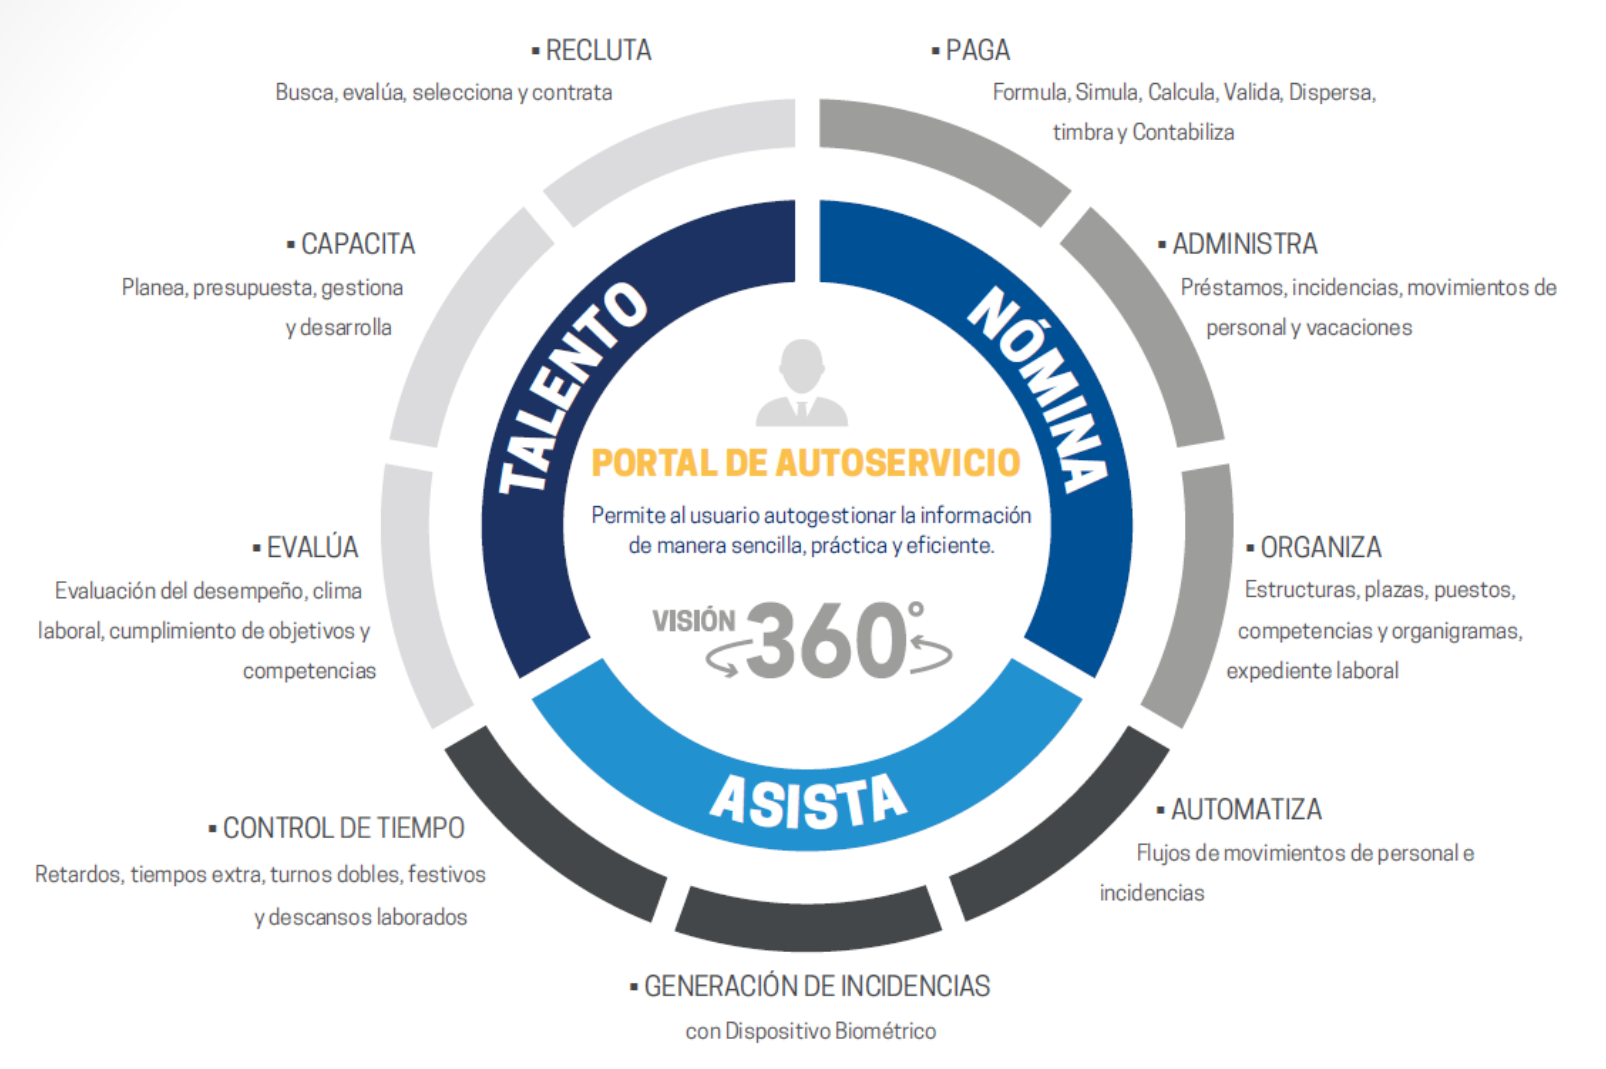 ▪ RECLUTA
Busca, evalúa, selecciona y contrata
▪ PAGA
Formula, Simula, Calcula, Valida, Dispersa,
timbra y Contabiliza
▪ CAPACITA
Planea, presupuesta, gestiona
y desarrolla
▪ ADMINISTRA
Préstamos, incidencias, movimientos de
personal y vacaciones
TALENTO
NÓMINA
PORTAL DE AUTOSERVICIO
Permite al usuario autogestionar la información
de manera sencilla, práctica y eficiente.
VISIÓN 360°
▪ EVALÚA
Evaluación del desempeño, clima
laboral, cumplimiento de objetivos y
competencias
▪ ORGANIZA
Estructuras, plazas, puestos,
competencias y organigramas,
expediente laboral
ASISTA
▪ CONTROL DE TIEMPO
Retardos, tiempos extra, turnos dobles, festivos
y descansos laborados
▪ AUTOMATIZA
Flujos de movimientos de personal e
incidencias
▪ GENERACIÓN DE INCIDENCIAS
con Dispositivo Biométrico